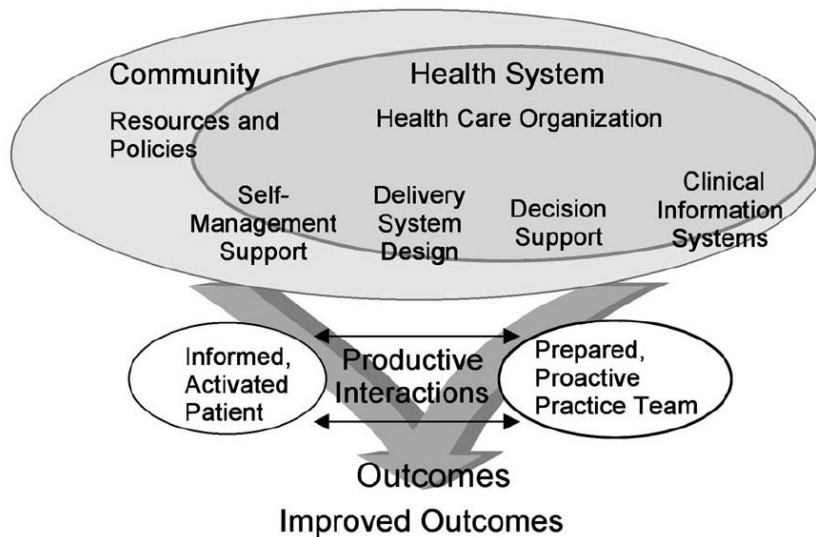 Community
Health System
Resources and
Policies
Health Care Organization
Self-
Management
Support
Delivery
System
Design
Decision
Support
Clinical
Information
Systems
Informed,
Activated
Patient
Productive
Interactions
Prepared,
Proactive
Practice Team
Outcomes
Improved Outcomes